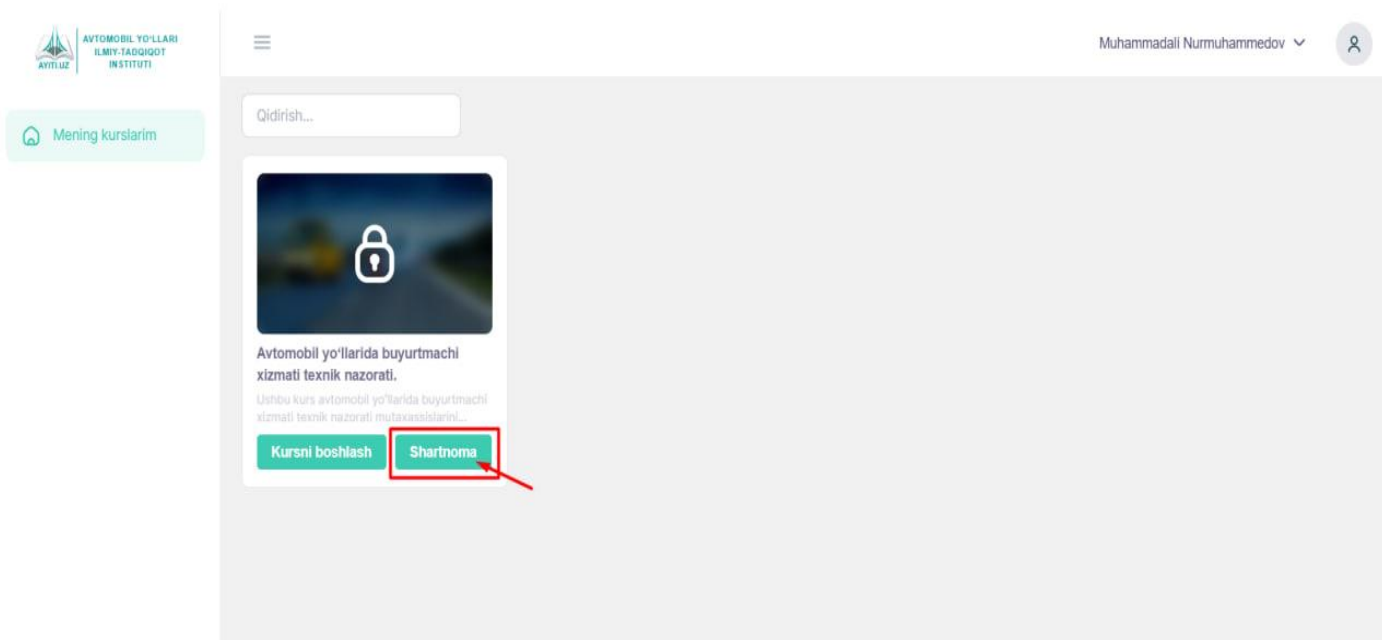 AVTOMOBIL YO'LLARI
ILMIY-TADQIQOT
INSTITUTI
AYITI.UZ
Muhammadali Nurmuhammedov
Mening kurslarim
Qidirish...
Avtomobil yo'llarida buyurtmachi
xizmati texnik nazorati.
Ushbu kurs avtomobil yo'llarida buyurtmachi
xizmati texnik nazorati mutaxassislarini...
Kursni boshlash
Shartnoma